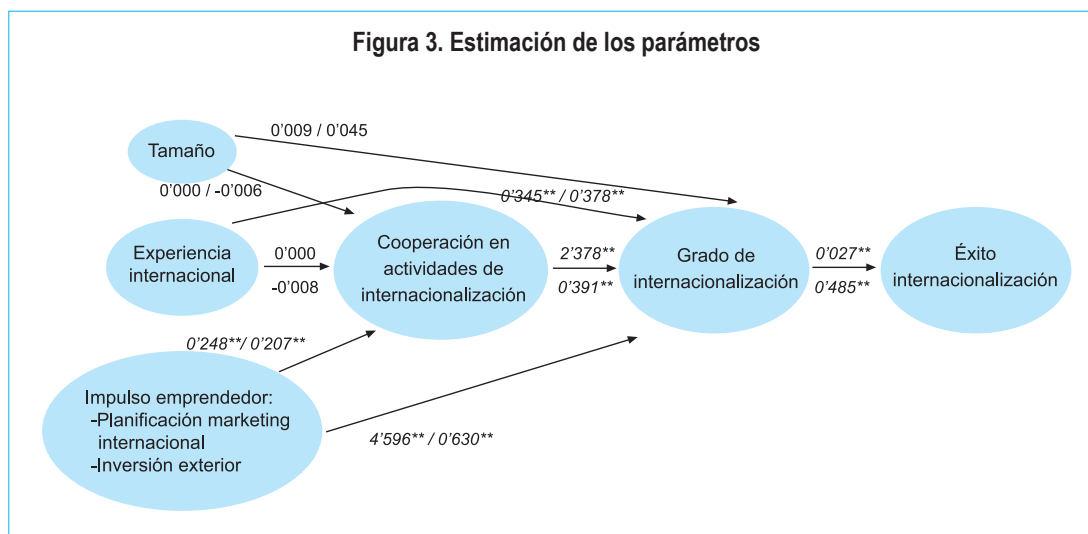 Figura 3. Estimación de los parámetros
0’009 / 0’045
Tamaño
0’000 / -0’006
0’345** / 0’378**
Experiencia
internacional
0’000
-0’008
Cooperación en
actividades de
internacionalización
2’378**
0’391**
Grado de
internacionalización
0’027**
0’485**
Éxito
internacionalización
0’248**/ 0’207**
Impulso emprendedor:
-Planificación marketing
internacional
-Inversión exterior
4’596** / 0’630**